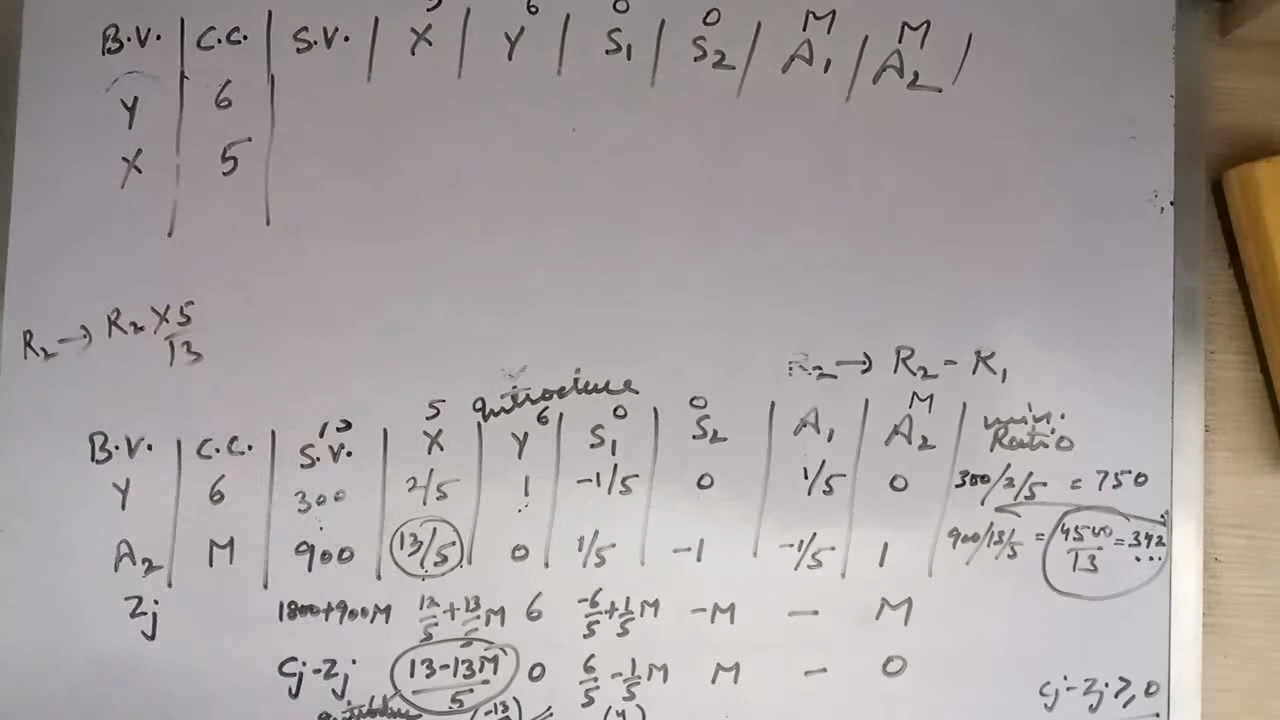 5 6 0 0 M M
B.V. C.C. S.V. X Y S1 S2 A1 A2
Y 6
X 5
R2 → R2 × 5/13
R2 → R2 - R1
5 introduce 6 0 0 M
B.V. C.C. S.V. X Y S1 S2 A1 A2 mini. Ratio
Y 6 300 2/5 1 -1/5 0 1/5 0 300/2/5 = 750
A2 M 900 13/5 0 1/5 -1 -1/5 1 900/13/5 = 4500/13 = 342...
Zj 1800+900M 12/5+13/5M 6 -6/5+1/5M -M — M
Cj-Zj 13-13M/5 0 6/5-1/5M M - 0
introduce
Cj-Zj ≥ 0